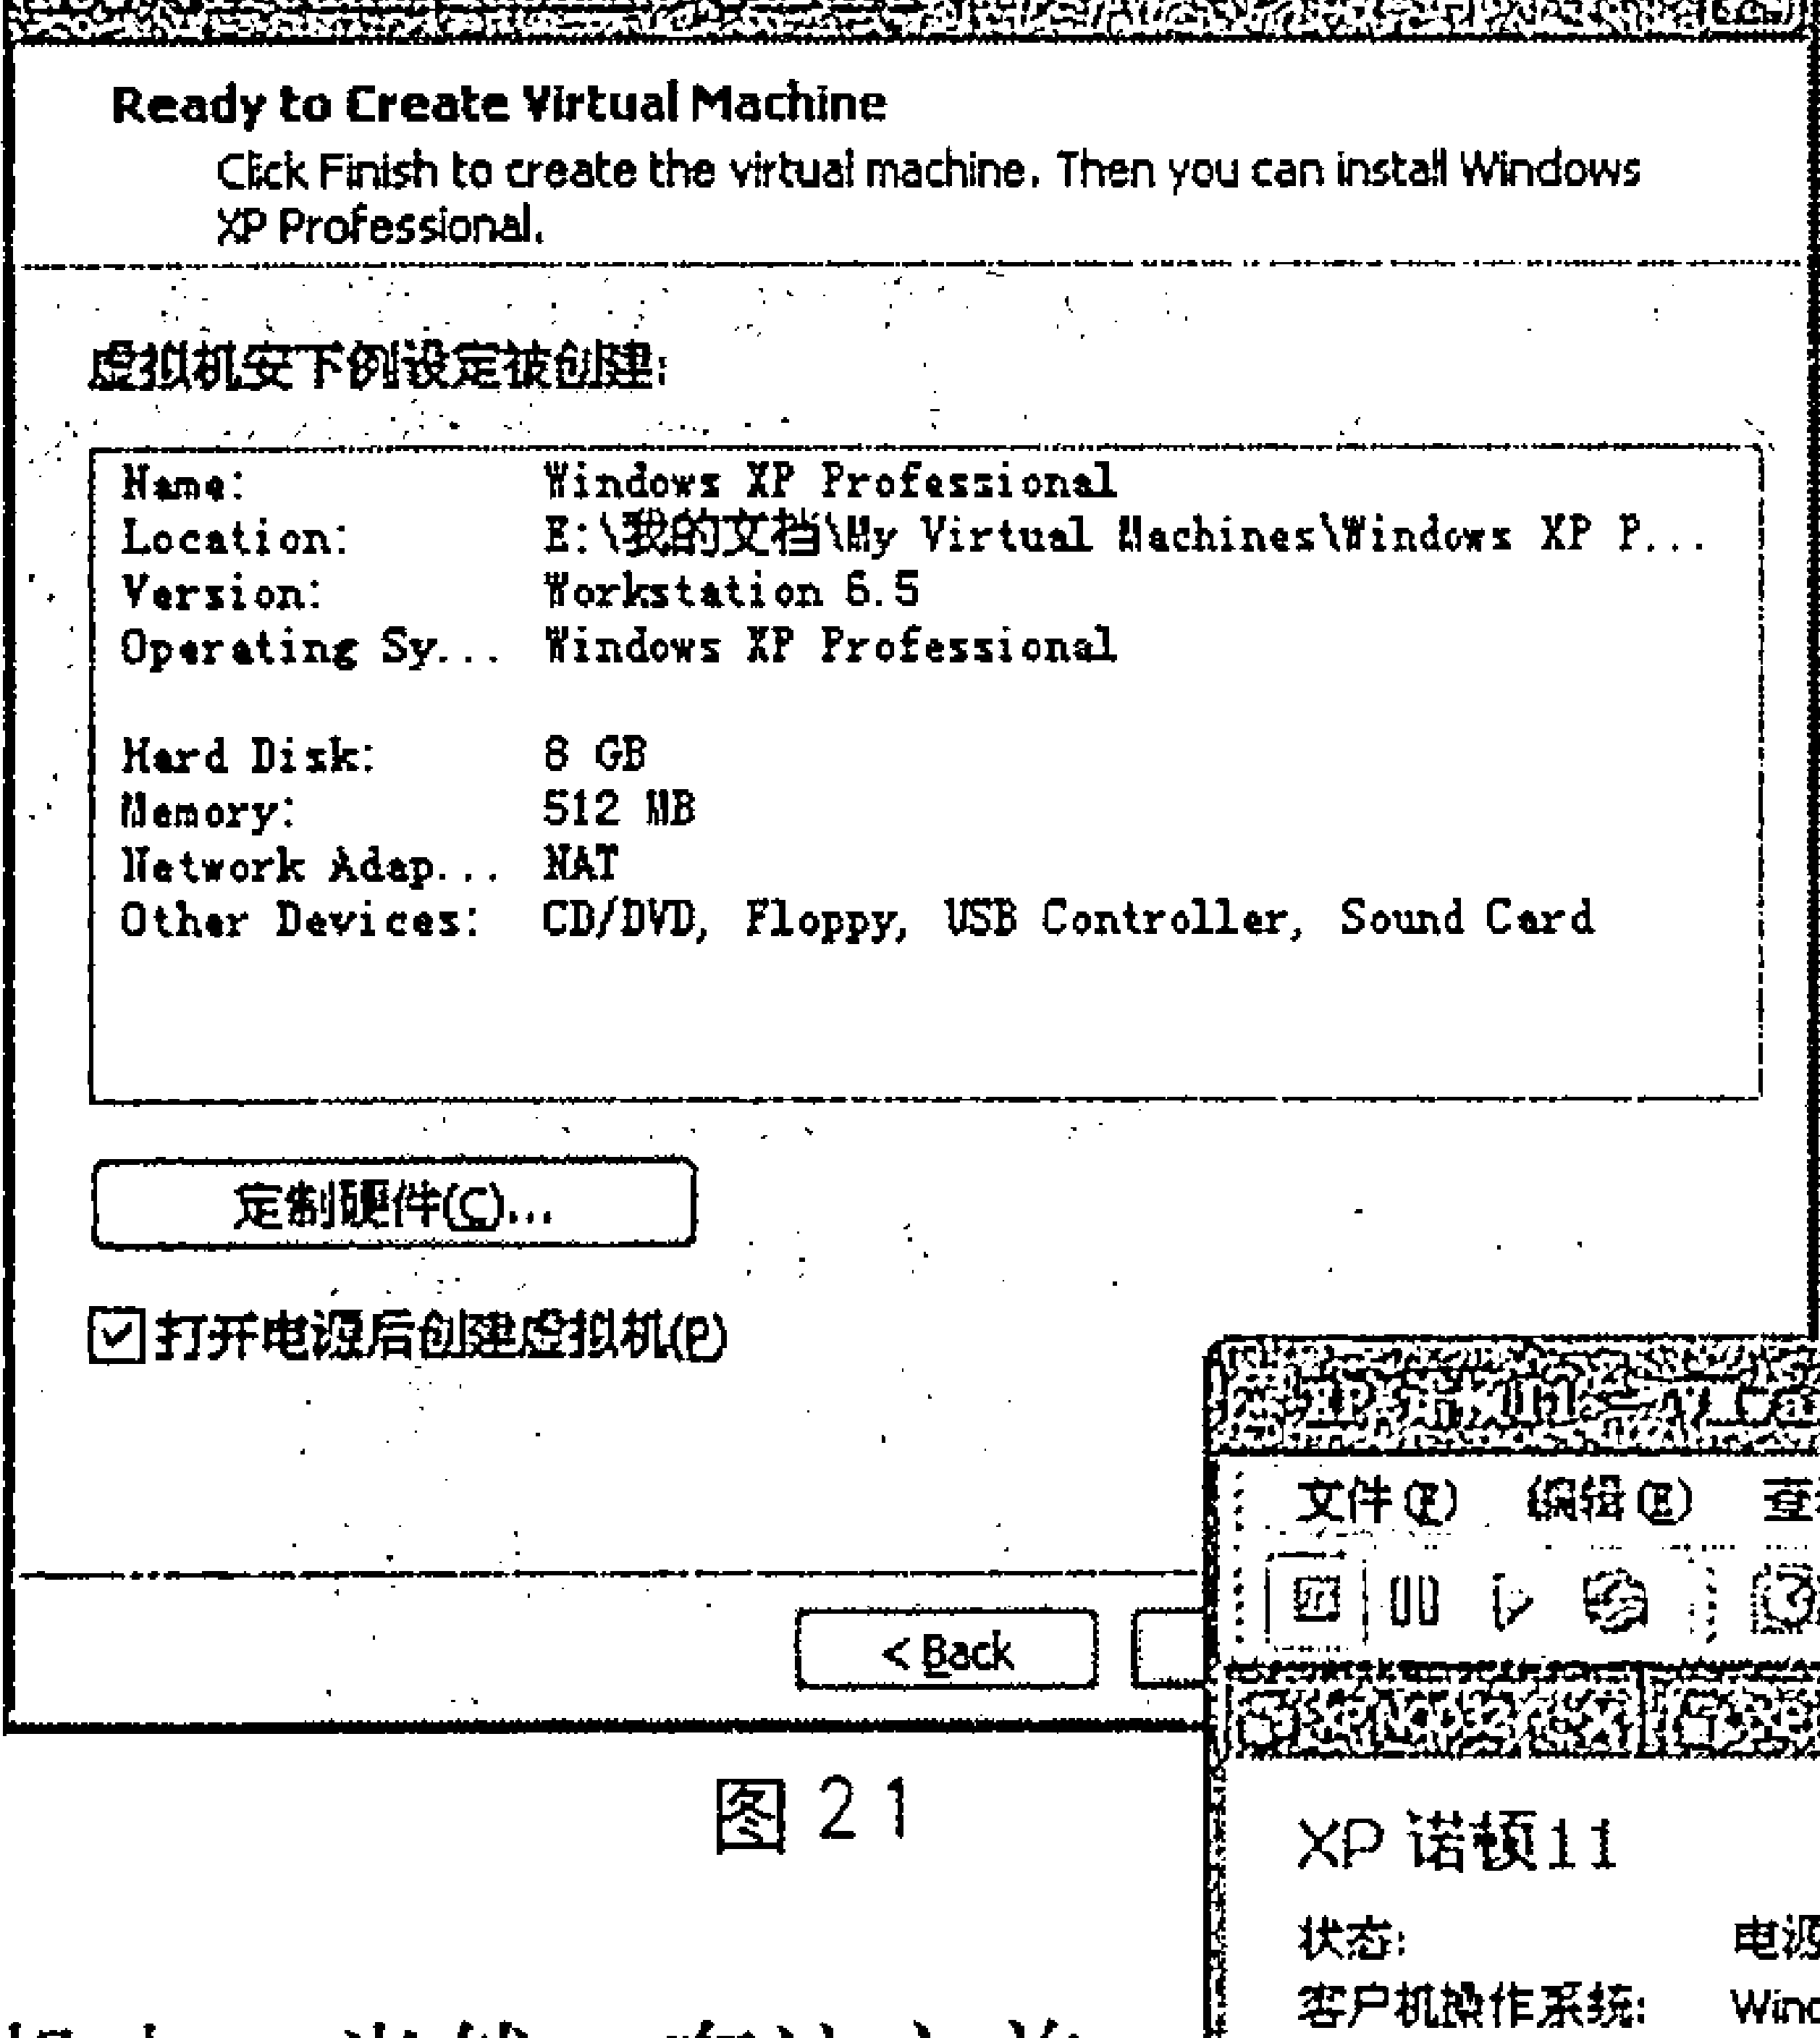 Ready to Create Virtual Machine
Click Finish to create the virtual machine. Then you can install Windows
XP Professional.
虚拟机安下例设定被创建:
Name: Windows XP Professional
Location: E:\我的文档\My Virtual Machines\Windows XP P...
Version: Workstation 6.5
Operating Sy... Windows XP Professional
Hard Disk: 8 GB
Memory: 512 MB
Network Adap... NAT
Other Devices: CD/DVD, Floppy, USB Controller, Sound Card
定制硬件(C)...
打开电源后创建虚拟机(P)
< Back
图 21
文件(F) 编辑(E)
XP 诺顿11
状态: 电源
客户机操作系统: